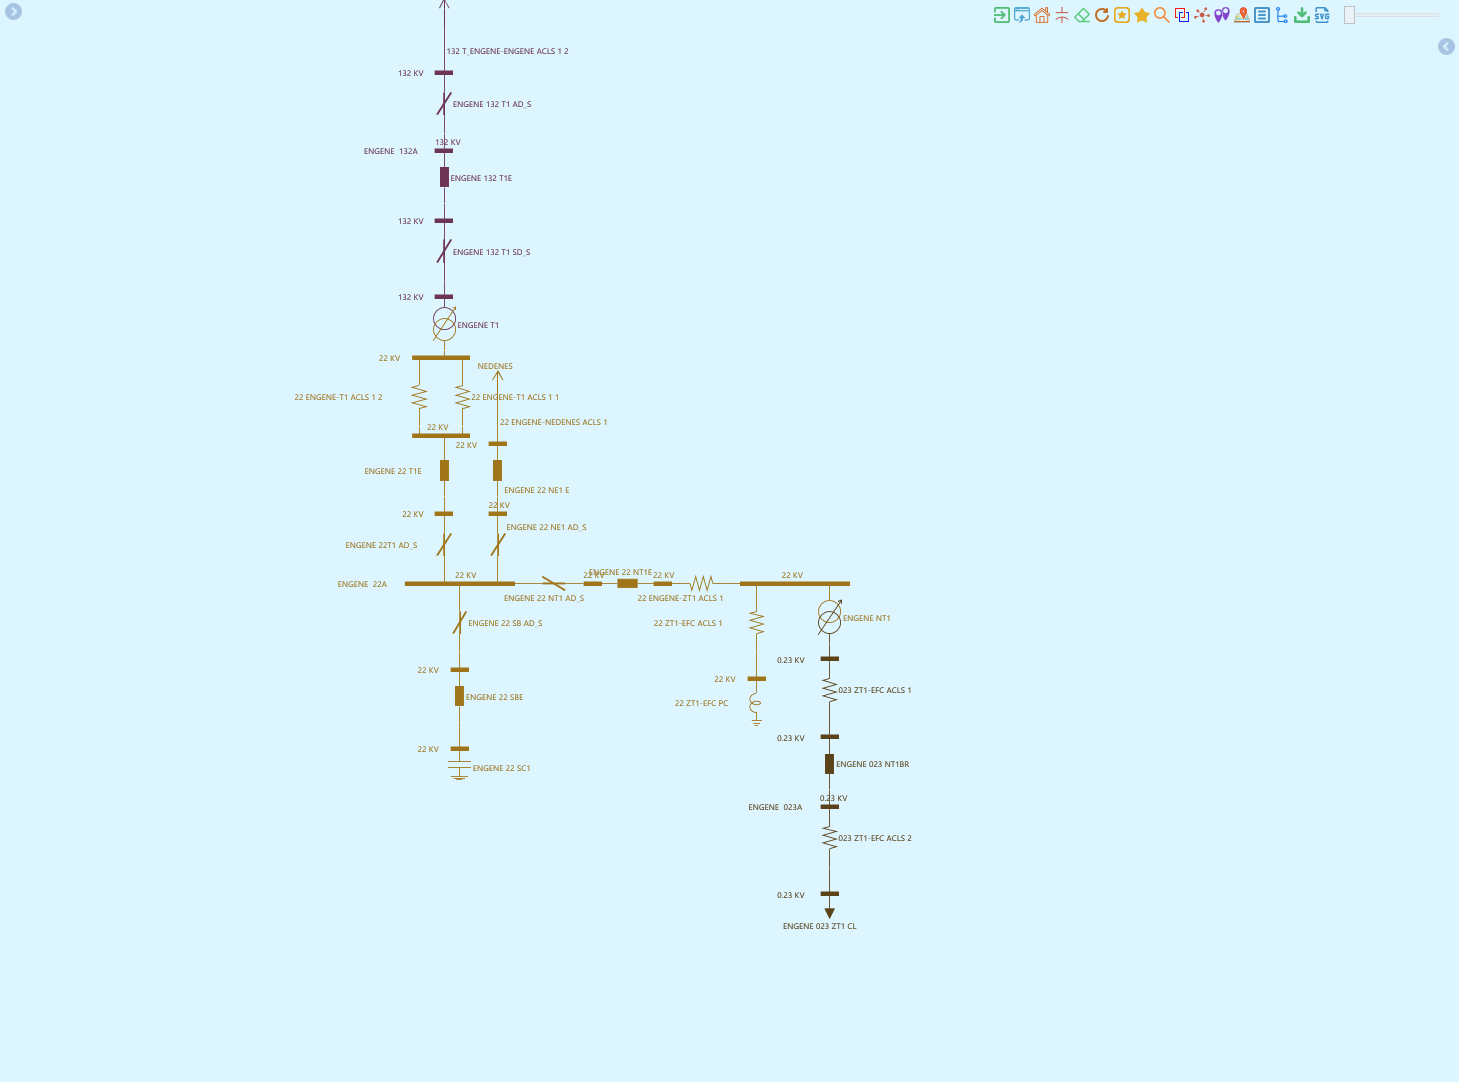 SVG
132 T_ENGENE-ENGENE ACLS 1 2
132 KV
ENGENE 132 T1 AD_S
132 KV
ENGENE  132A
ENGENE 132 T1E
132 KV
ENGENE 132 T1 SD_S
132 KV
ENGENE T1
22 KV
NEDENES
22 ENGENE-T1 ACLS 1 2
22 ENGENE-T1 ACLS 1 1
22 ENGENE-NEDENES ACLS 1
22 KV
22 KV
ENGENE 22 T1E
ENGENE 22 NE1 E
22 KV
22 KV
ENGENE 22 NE1 AD_S
ENGENE 22T1 AD_S
ENGENE 22 NT1E
22 KV
22 KV
22 KV
22 KV
ENGENE  22A
ENGENE 22 NT1 AD_S
22 ENGENE-ZT1 ACLS 1
ENGENE NT1
ENGENE 22 SB AD_S
22 ZT1-EFC ACLS 1
0.23 KV
22 KV
22 KV
023 ZT1-EFC ACLS 1
ENGENE 22 SBE
22 ZT1-EFC PC
0.23 KV
22 KV
ENGENE 023 NT1BR
ENGENE 22 SC1
0.23 KV
ENGENE  023A
023 ZT1-EFC ACLS 2
0.23 KV
ENGENE 023 ZT1 CL